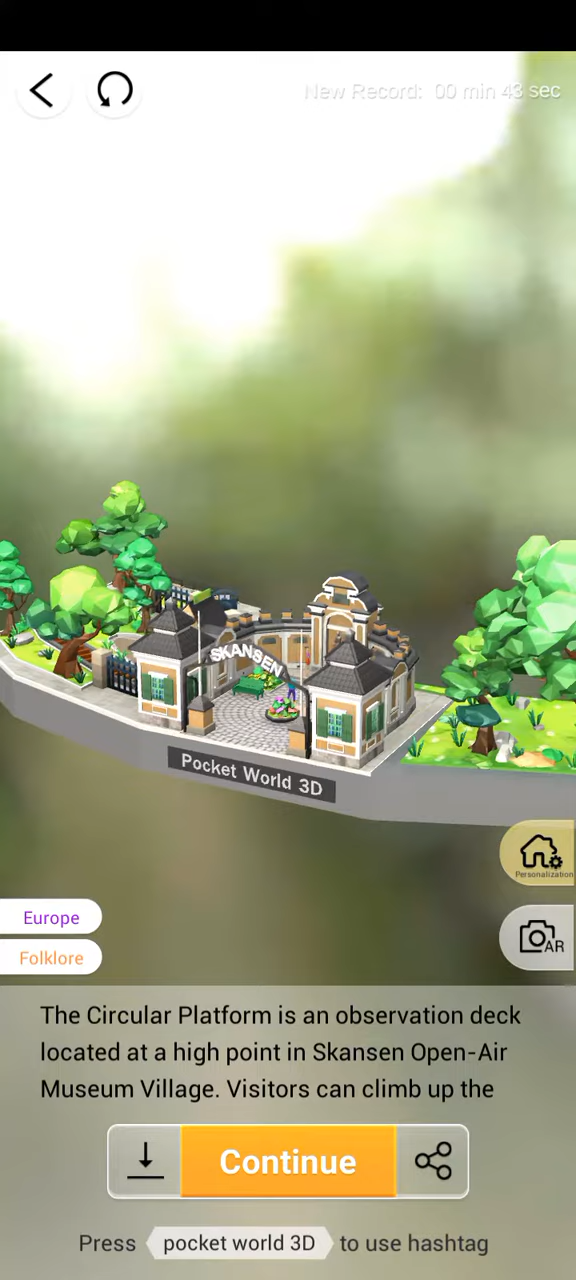 New Record: 00 min 43 sec
SKANSEN
Pocket World 3D
Personalization
AR
Europe
Folklore
The Circular Platform is an observation deck
located at a high point in Skansen Open-Air
Museum Village. Visitors can climb up the
Continue
Press pocket world 3D to use hashtag